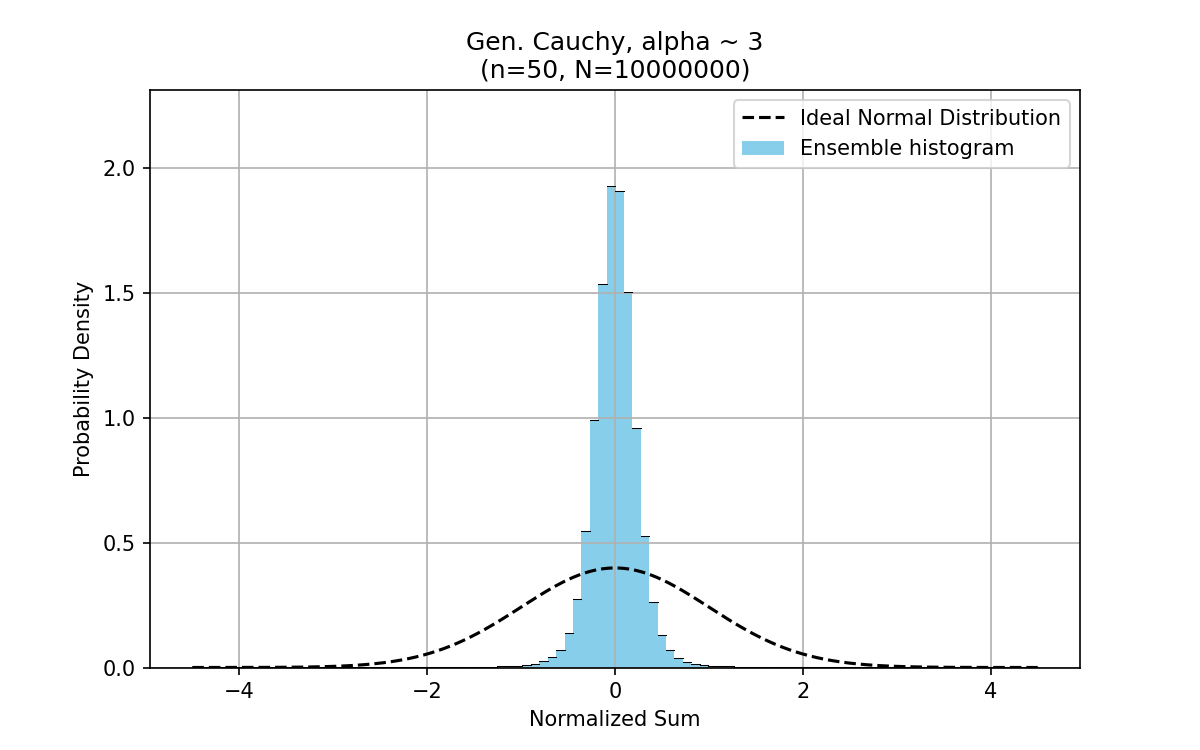 Gen. Cauchy, alpha ~ 3
(n=50, N=10000000)
Ideal Normal Distribution
Ensemble histogram
Probability Density
2.0
1.5
1.0
0.5
0.0
−4
−2
0
2
4
Normalized Sum